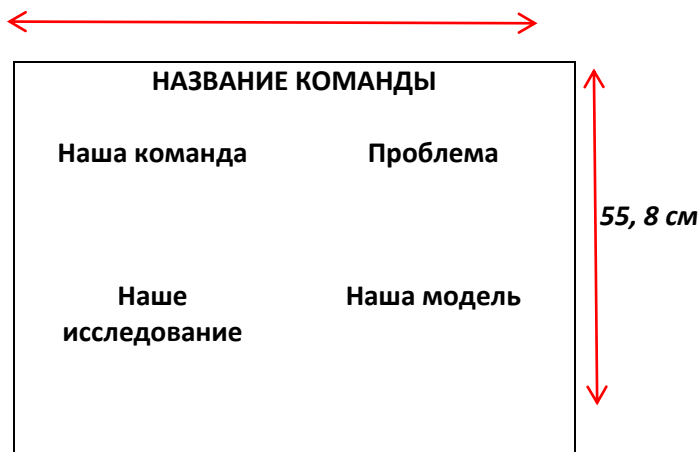 НАЗВАНИЕ КОМАНДЫ
Наша команда Проблема
55, 8 см
Наше Наша модель
исследование